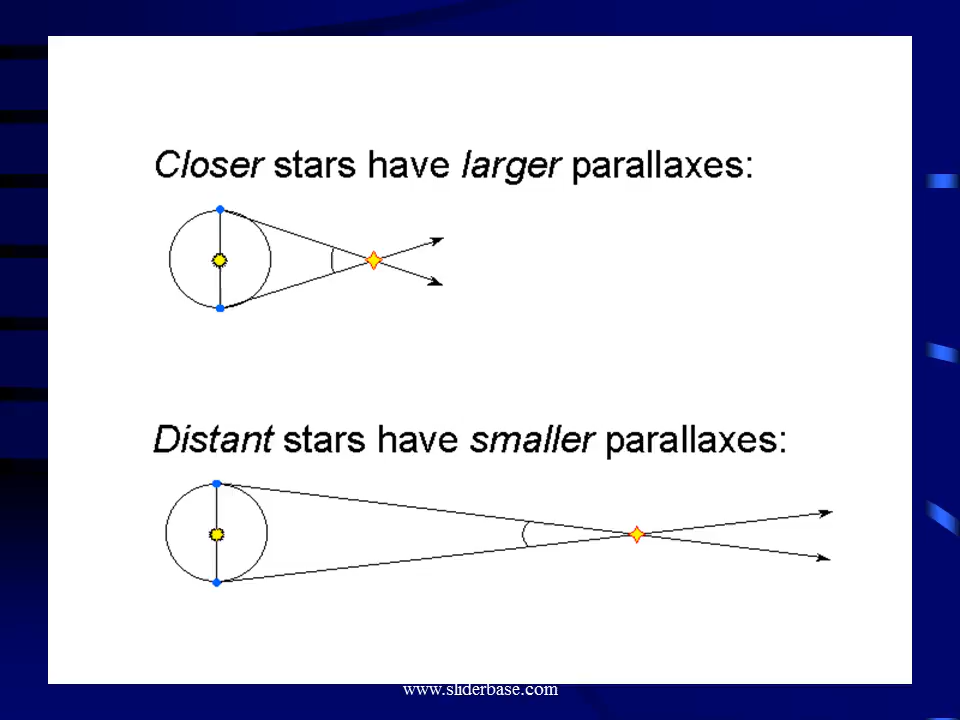 Closer stars have larger parallaxes:
Distant stars have smaller parallaxes:
www.sliderbase.com